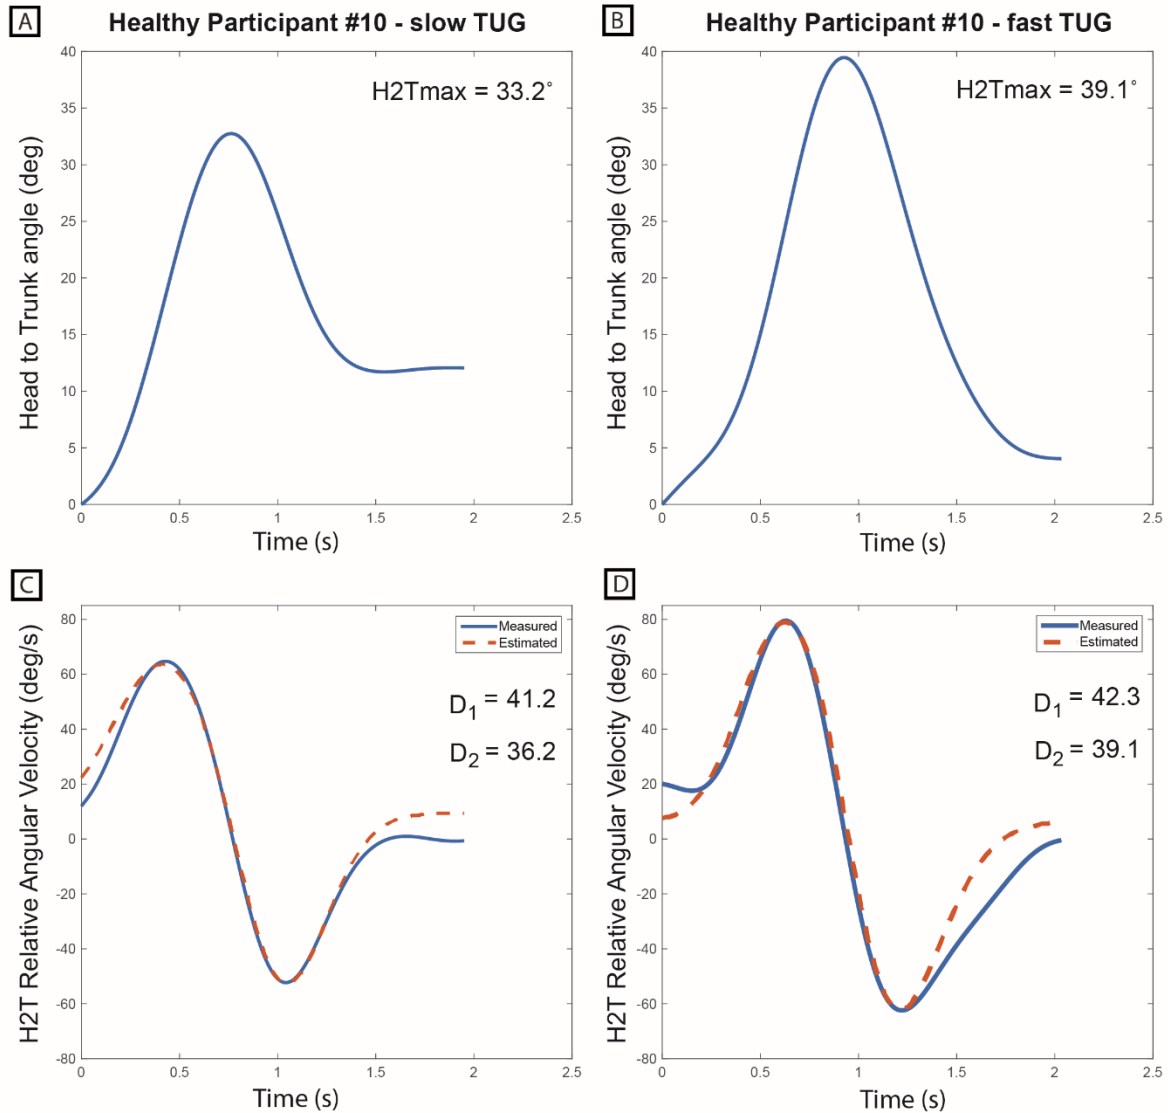 A
Healthy Participant #10 - slow TUG
H2Tmax = 33.2°
Head to Trunk angle (deg)
40
35
30
25
20
15
10
5
0
0 0.5 1 1.5 2 2.5
Time (s)
B
Healthy Participant #10 - fast TUG
H2Tmax = 39.1°
Head to Trunk angle (deg)
40
35
30
25
20
15
10
5
0
0 0.5 1 1.5 2 2.5
Time (s)
C
Measured
Estimated
D1 = 41.2
D2 = 36.2
H2T Relative Angular Velocity (deg/s)
80
60
40
20
0
-20
-40
-60
-80
0 0.5 1 1.5 2 2.5
Time (s)
D
Measured
Estimated
D1 = 42.3
D2 = 39.1
H2T Relative Angular Velocity (deg/s)
80
60
40
20
0
-20
-40
-60
-80
0 0.5 1 1.5 2 2.5
Time (s)